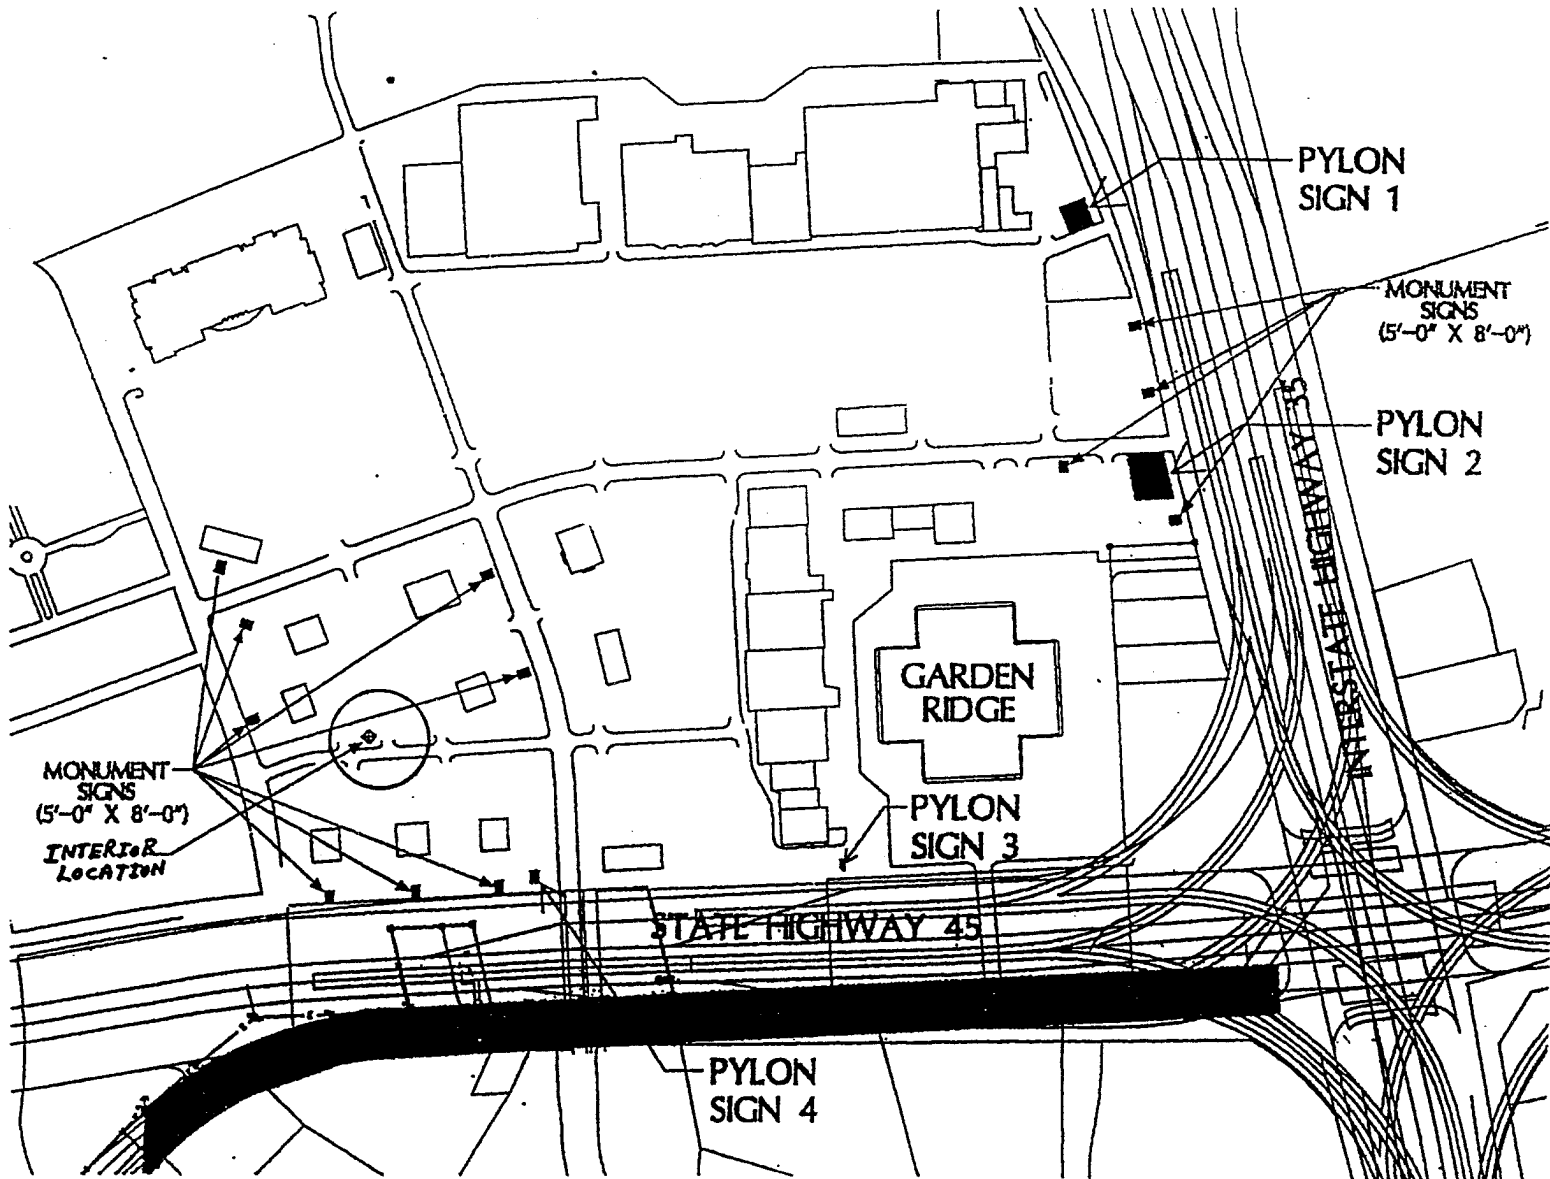 PYLON
SIGN 1
MONUMENT
SIGNS
(5'-0" X 8'-0")
INTERSTATE HIGHWAY 35
PYLON
SIGN 2
GARDEN
RIDGE
MONUMENT
SIGNS
(5'-0" X 8'-0")
INTERIOR
LOCATION
PYLON
SIGN 3
STATE HIGHWAY 45
PYLON
SIGN 4